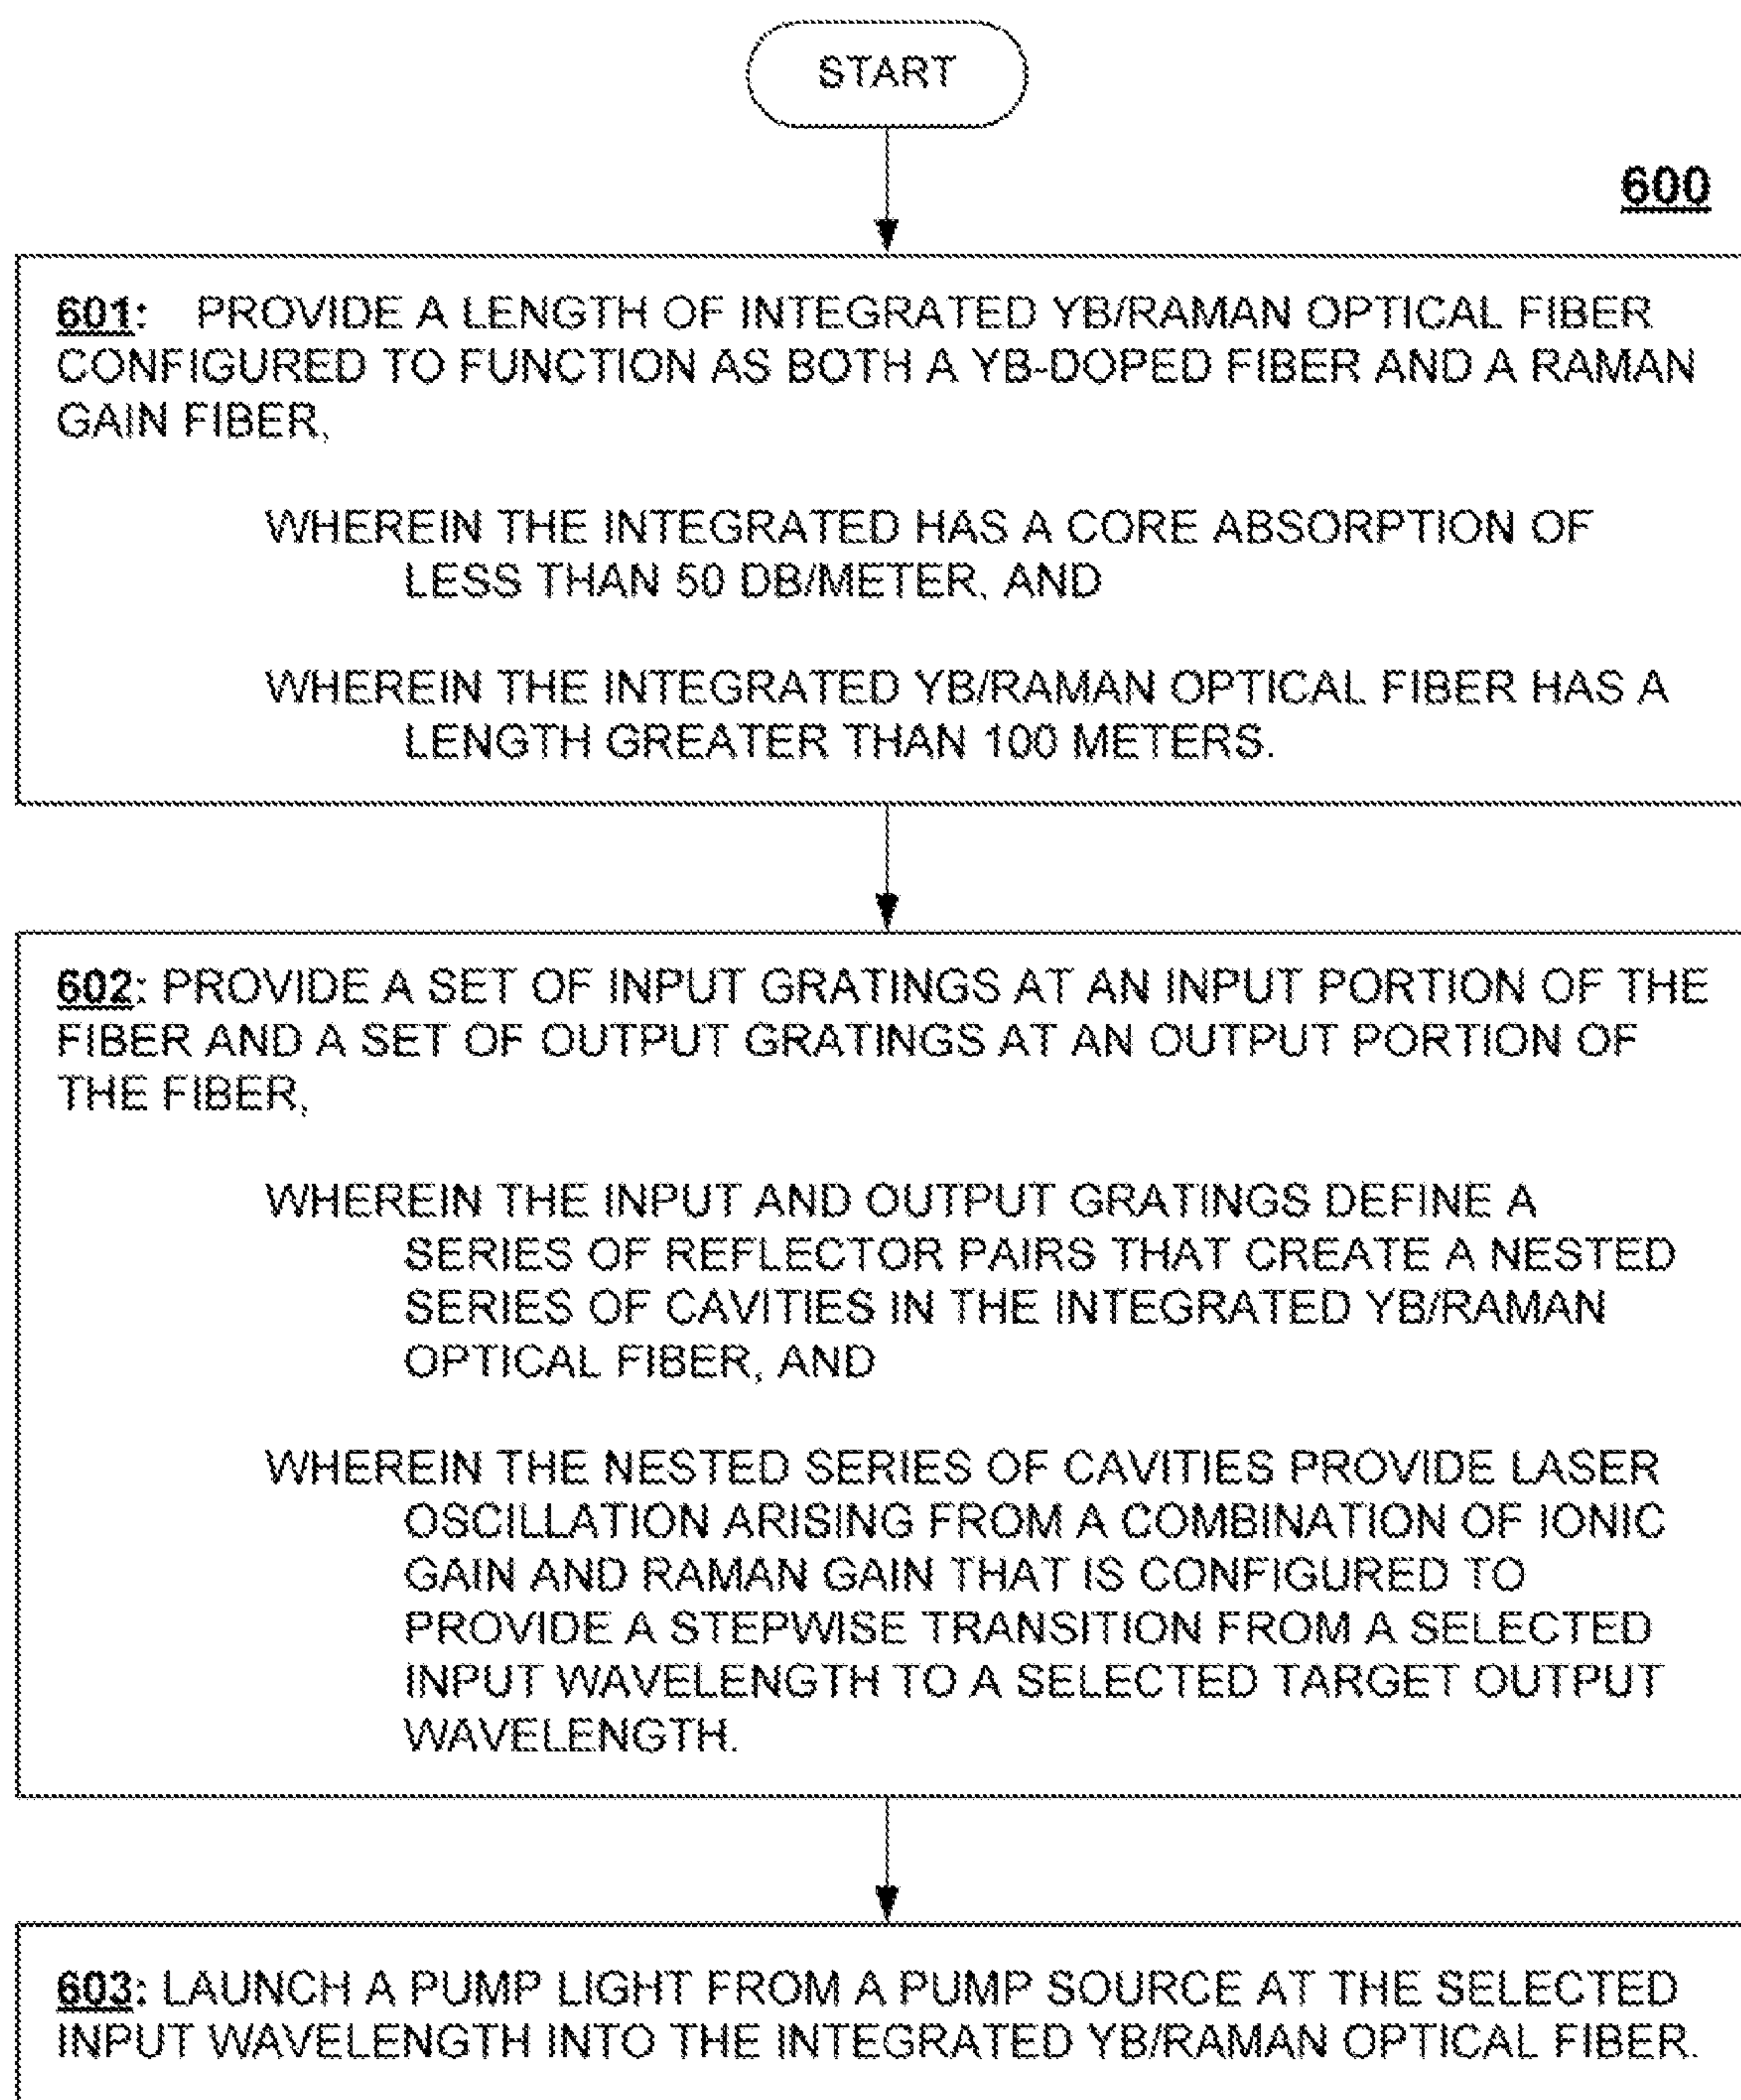 START
600
601: PROVIDE A LENGTH OF INTEGRATED YB/RAMAN OPTICAL FIBER
CONFIGURED TO FUNCTION AS BOTH A YB-DOPED FIBER AND A RAMAN
GAIN FIBER,
WHEREIN THE INTEGRATED HAS A CORE ABSORPTION OF
LESS THAN 50 DB/METER, AND
WHEREIN THE INTEGRATED YB/RAMAN OPTICAL FIBER HAS A
LENGTH GREATER THAN 100 METERS.
602: PROVIDE A SET OF INPUT GRATINGS AT AN INPUT PORTION OF THE
FIBER AND A SET OF OUTPUT GRATINGS AT AN OUTPUT PORTION OF
THE FIBER,
WHEREIN THE INPUT AND OUTPUT GRATINGS DEFINE A
SERIES OF REFLECTOR PAIRS THAT CREATE A NESTED
SERIES OF CAVITIES IN THE INTEGRATED YB/RAMAN
OPTICAL FIBER, AND
WHEREIN THE NESTED SERIES OF CAVITIES PROVIDE LASER
OSCILLATION ARISING FROM A COMBINATION OF IONIC
GAIN AND RAMAN GAIN THAT IS CONFIGURED TO
PROVIDE A STEPWISE TRANSITION FROM A SELECTED
INPUT WAVELENGTH TO A SELECTED TARGET OUTPUT
WAVELENGTH.
603: LAUNCH A PUMP LIGHT FROM A PUMP SOURCE AT THE SELECTED
INPUT WAVELENGTH INTO THE INTEGRATED YB/RAMAN OPTICAL FIBER.